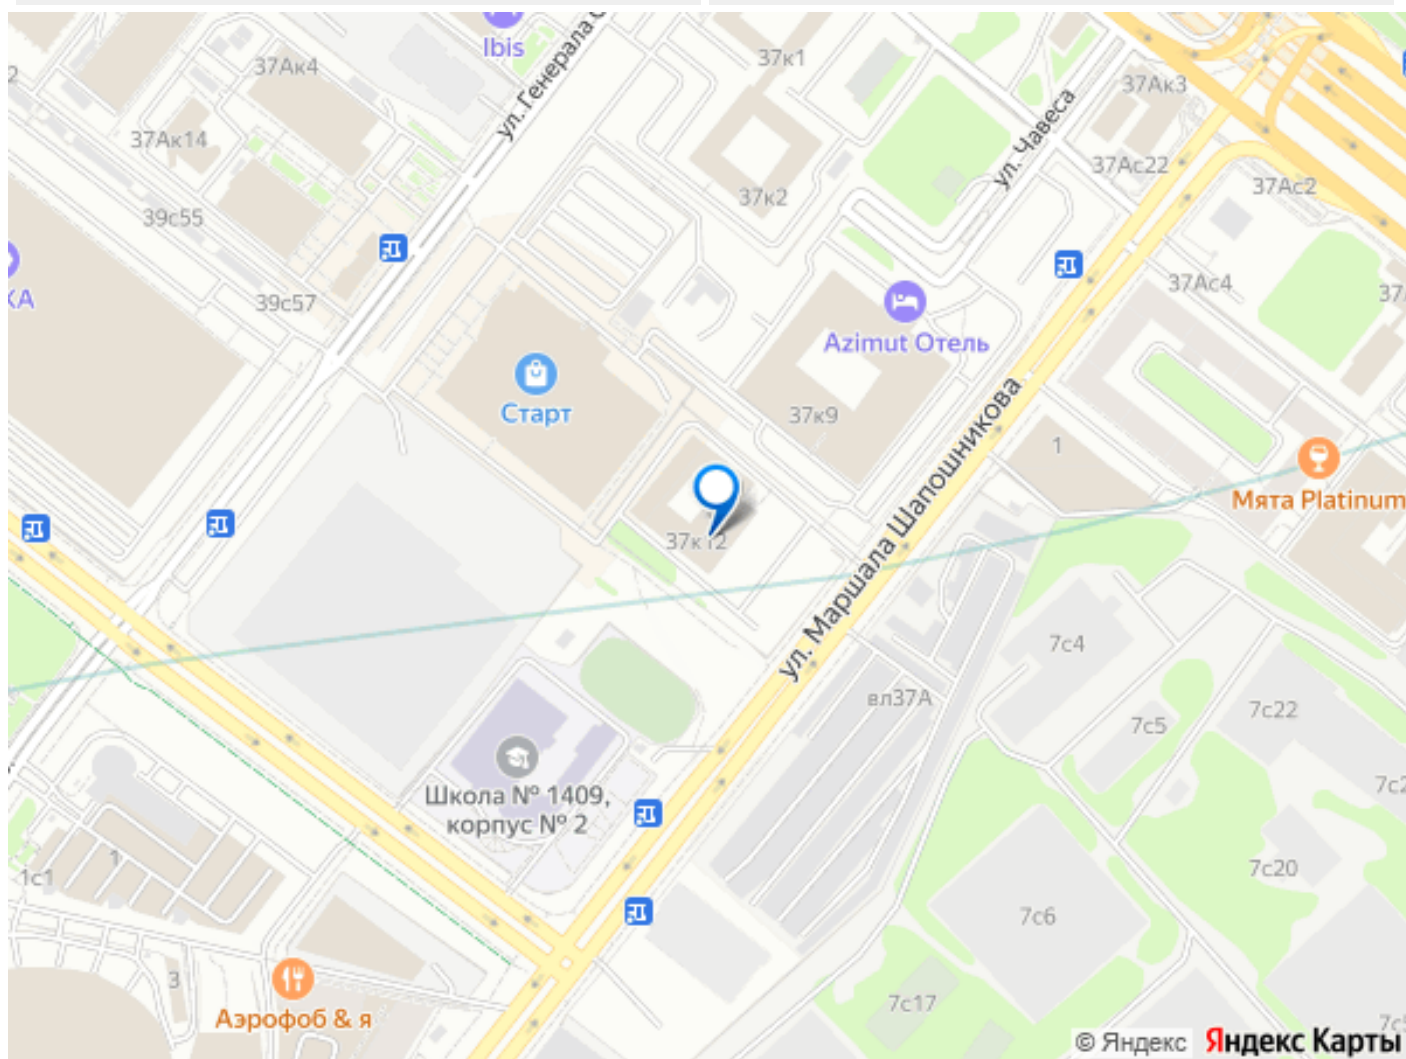 Ibis
37Ак4
ул. Генерала
37к1
37Ак3
ул. Чавеса
37Ак14
37Ас22
37Ас2
37к2
39с55
37Ас4
39с57
Azimut Отель
Старт
37к9
ул. Маршала Шапошникова
1
Мята Platinum
37к12
7с4
вл37А
7с5
7с22
Школа № 1409,
корпус № 2
1
1с1
7с20
7с6
3
Аэрофоб & я
7с17
© Яндекс Яндекс Карты